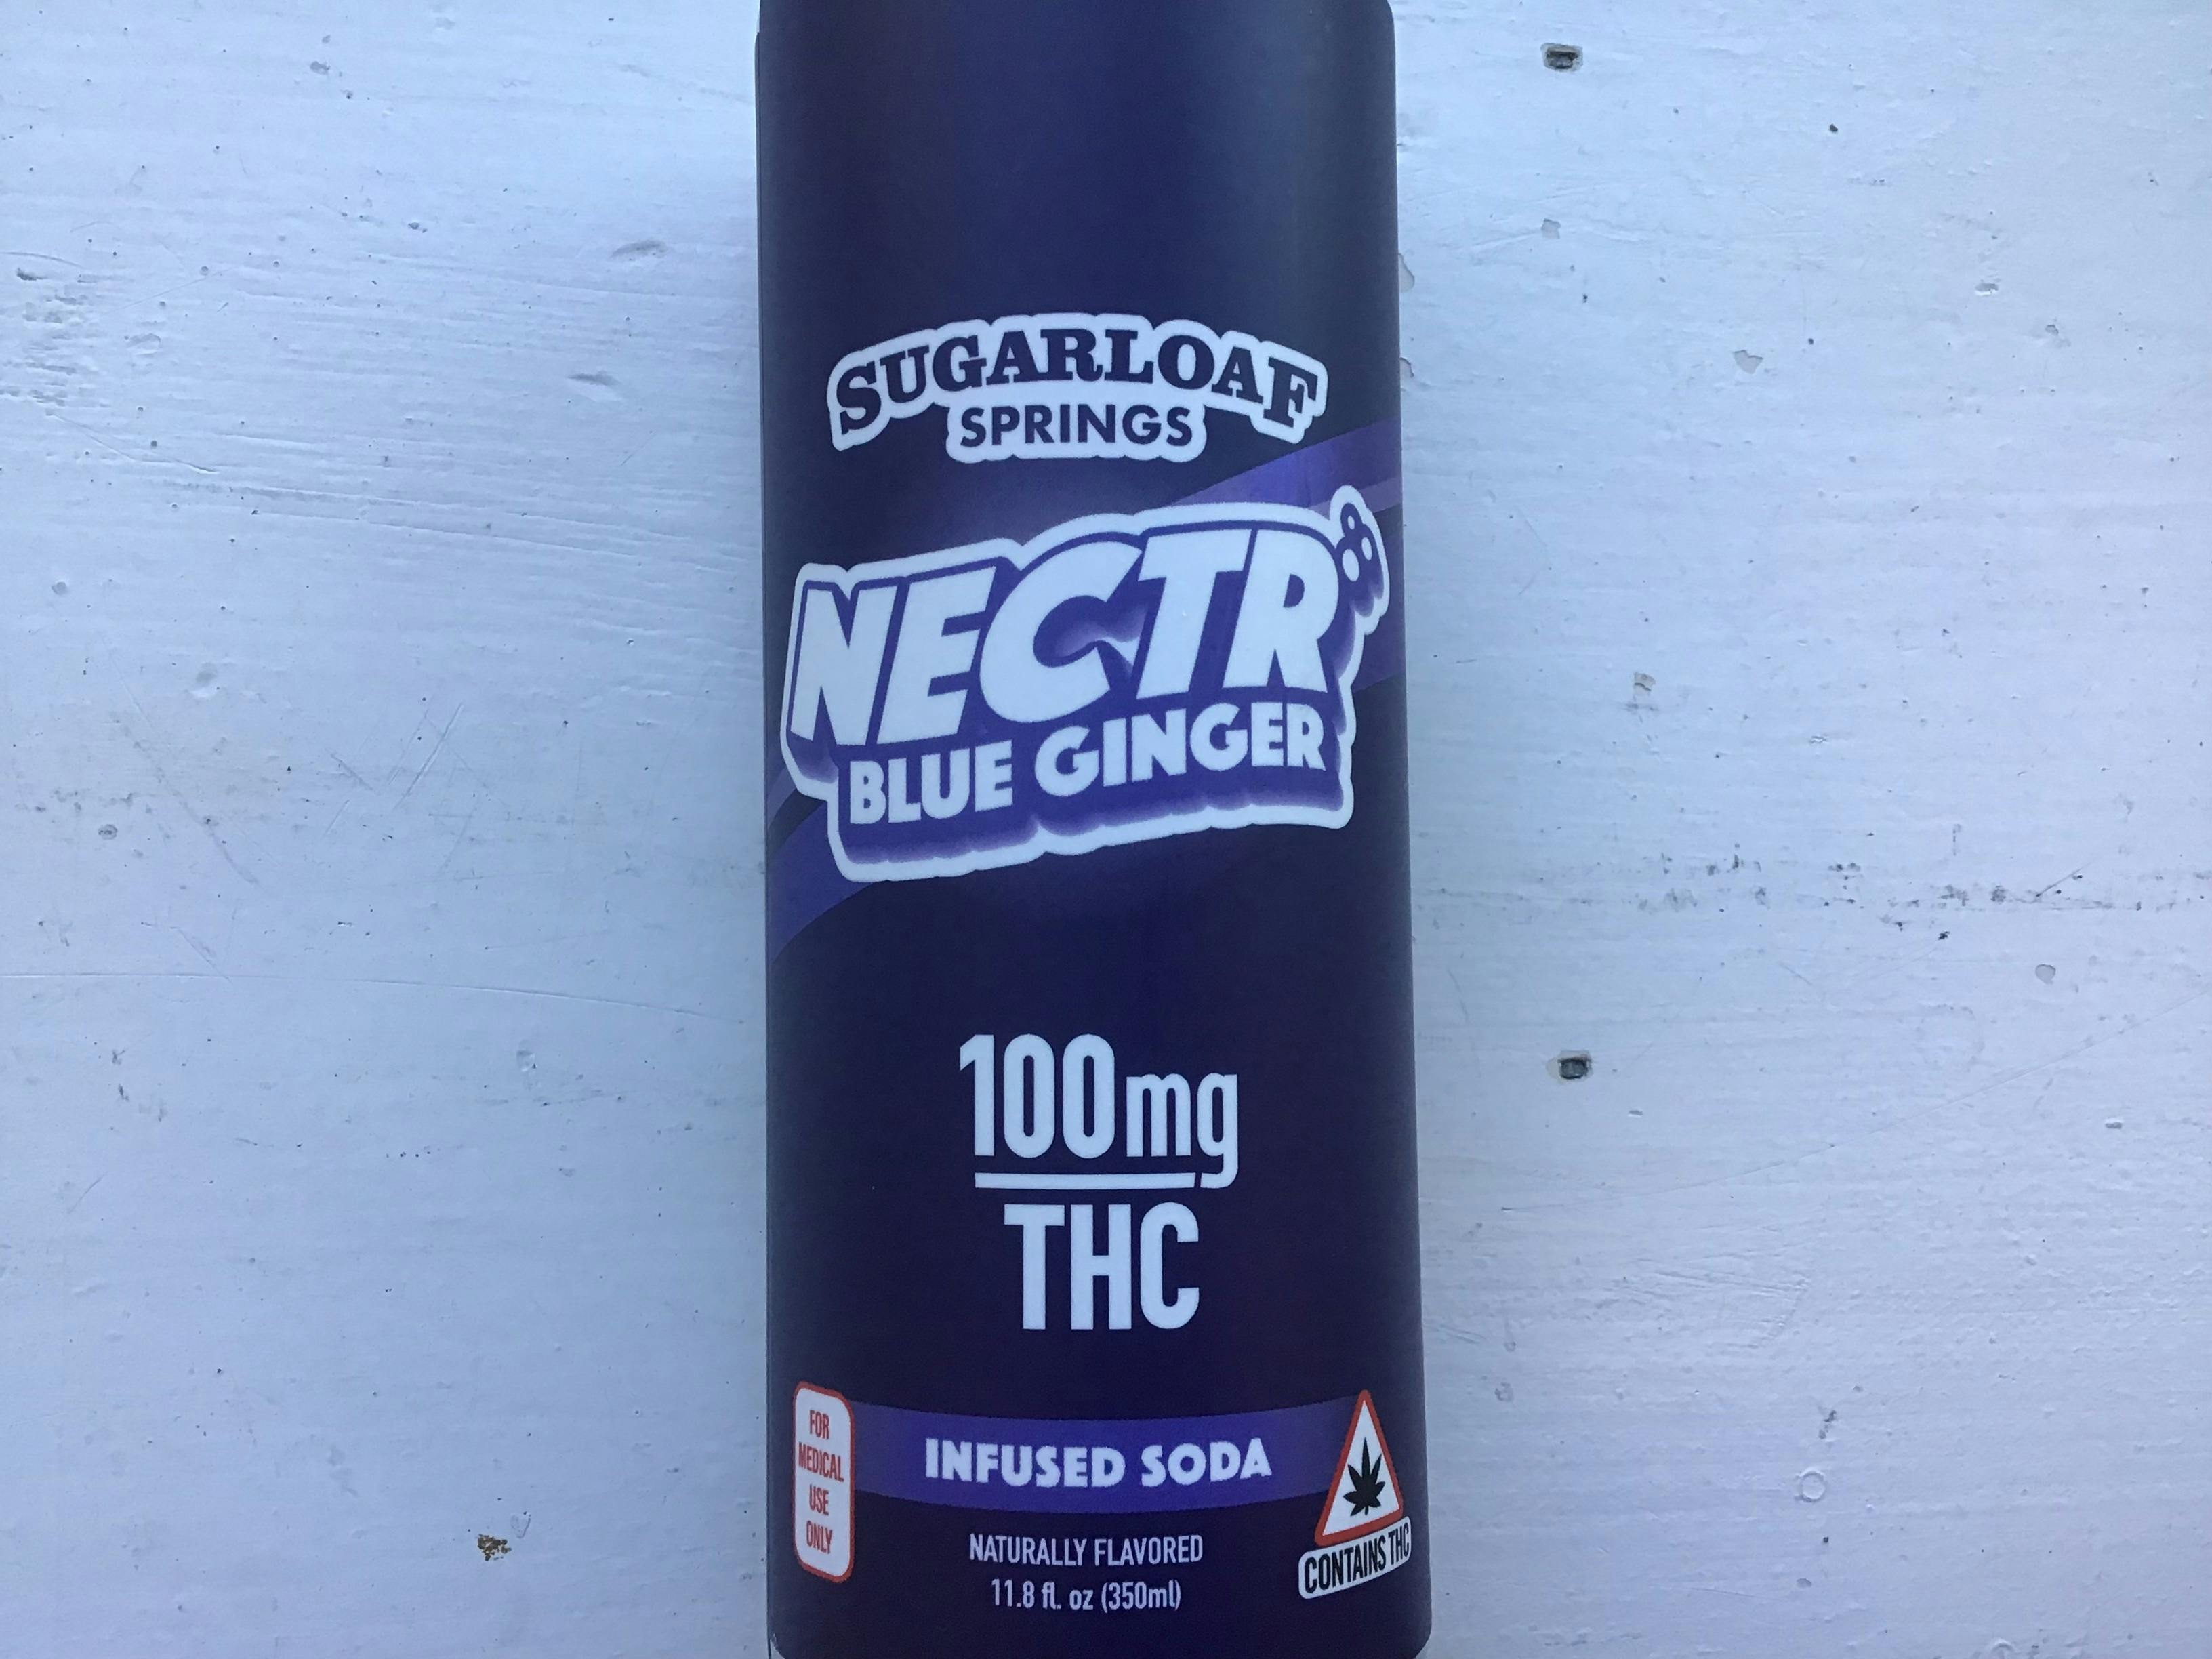 SUGARLOAF
SPRINGS
NECTR
BLUE GINGER
100mg
THC
FOR
MEDICAL
USE
ONLY
INFUSED SODA
CONTAINS THC
NATURALLY FLAVORED
11.8 fl. oz (350ml)